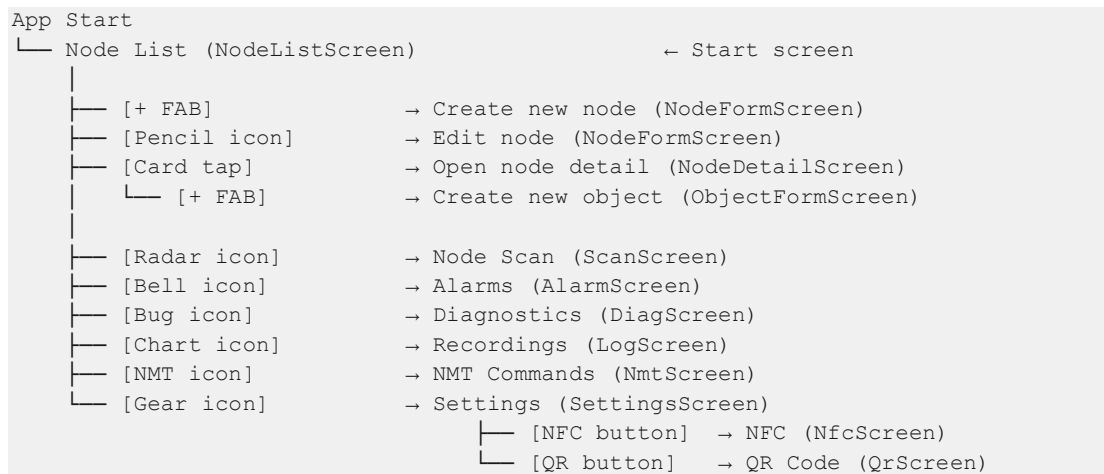 App Start
└── Node List (NodeListScreen) ← Start screen
│
├── [+ FAB] → Create new node (NodeFormScreen)
├── [Pencil icon] → Edit node (NodeFormScreen)
├── [Card tap] → Open node detail (NodeDetailScreen)
│ └── [+ FAB] → Create new object (ObjectFormScreen)
│
├── [Radar icon] → Node Scan (ScanScreen)
├── [Bell icon] → Alarms (AlarmScreen)
├── [Bug icon] → Diagnostics (DiagScreen)
├── [Chart icon] → Recordings (LogScreen)
├── [NMT icon] → NMT Commands (NmtScreen)
└── [Gear icon] → Settings (SettingsScreen)
├── [NFC button] → NFC (NfcScreen)
└── [QR button] → QR Code (QrScreen)